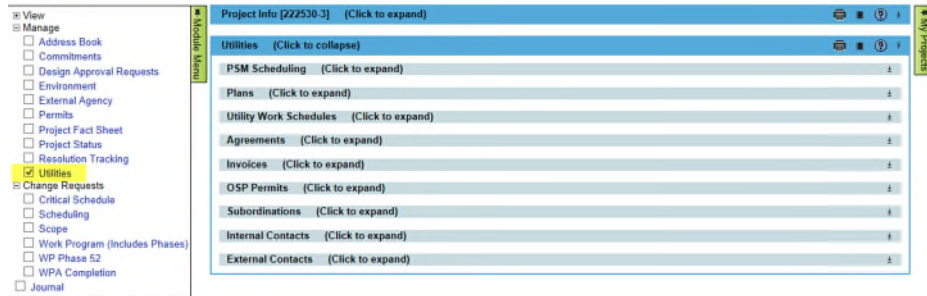 View
Manage
Address Book
Commitments
Design Approval Requests
Environment
External Agency
Permits
Project Fact Sheet
Project Status
Resolution Tracking
Utilities
Change Requests
Critical Schedule
Scheduling
Scope
Work Program (Includes Phases)
WP Phase 52
WPA Completion
Journal
Module Menu
Project Info [222530-3] (Click to expand)
Utilities (Click to collapse)
PSM Scheduling (Click to expand)
Plans (Click to expand)
Utility Work Schedules (Click to expand)
Agreements (Click to expand)
Invoices (Click to expand)
OSP Permits (Click to expand)
Subordinations (Click to expand)
Internal Contacts (Click to expand)
External Contacts (Click to expand)
My Projects